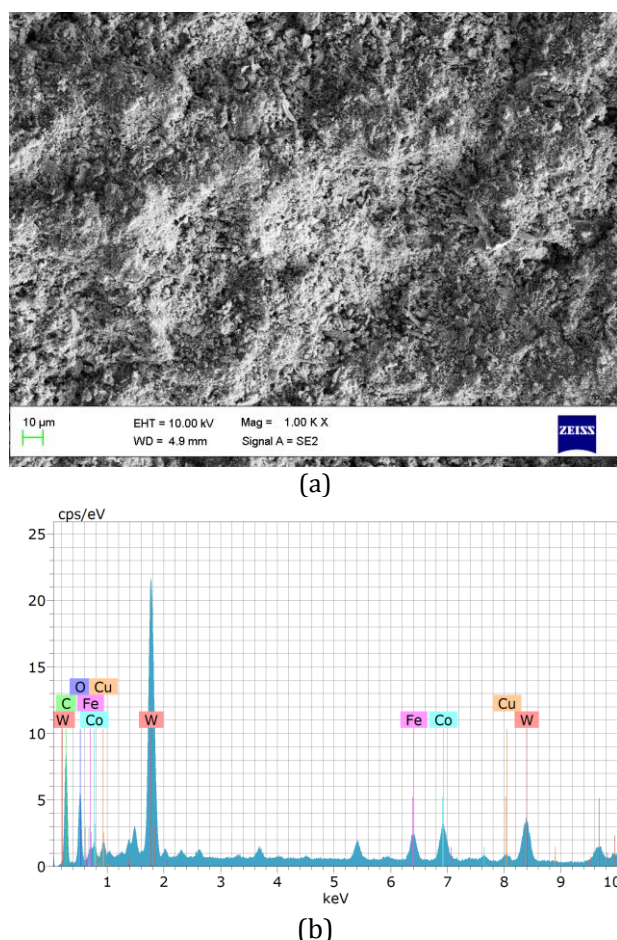 10 µm
EHT = 10.00 kV Mag = 1.00 K X
WD = 4.9 mm Signal A = SE2
ZEISS
(a)
cps/eV
25
20
15
10
5
0
O Cu
C Fe
W Co W
Fe Co Cu W
1 2 3 4 5 6 7 8 9 10
keV
(b)